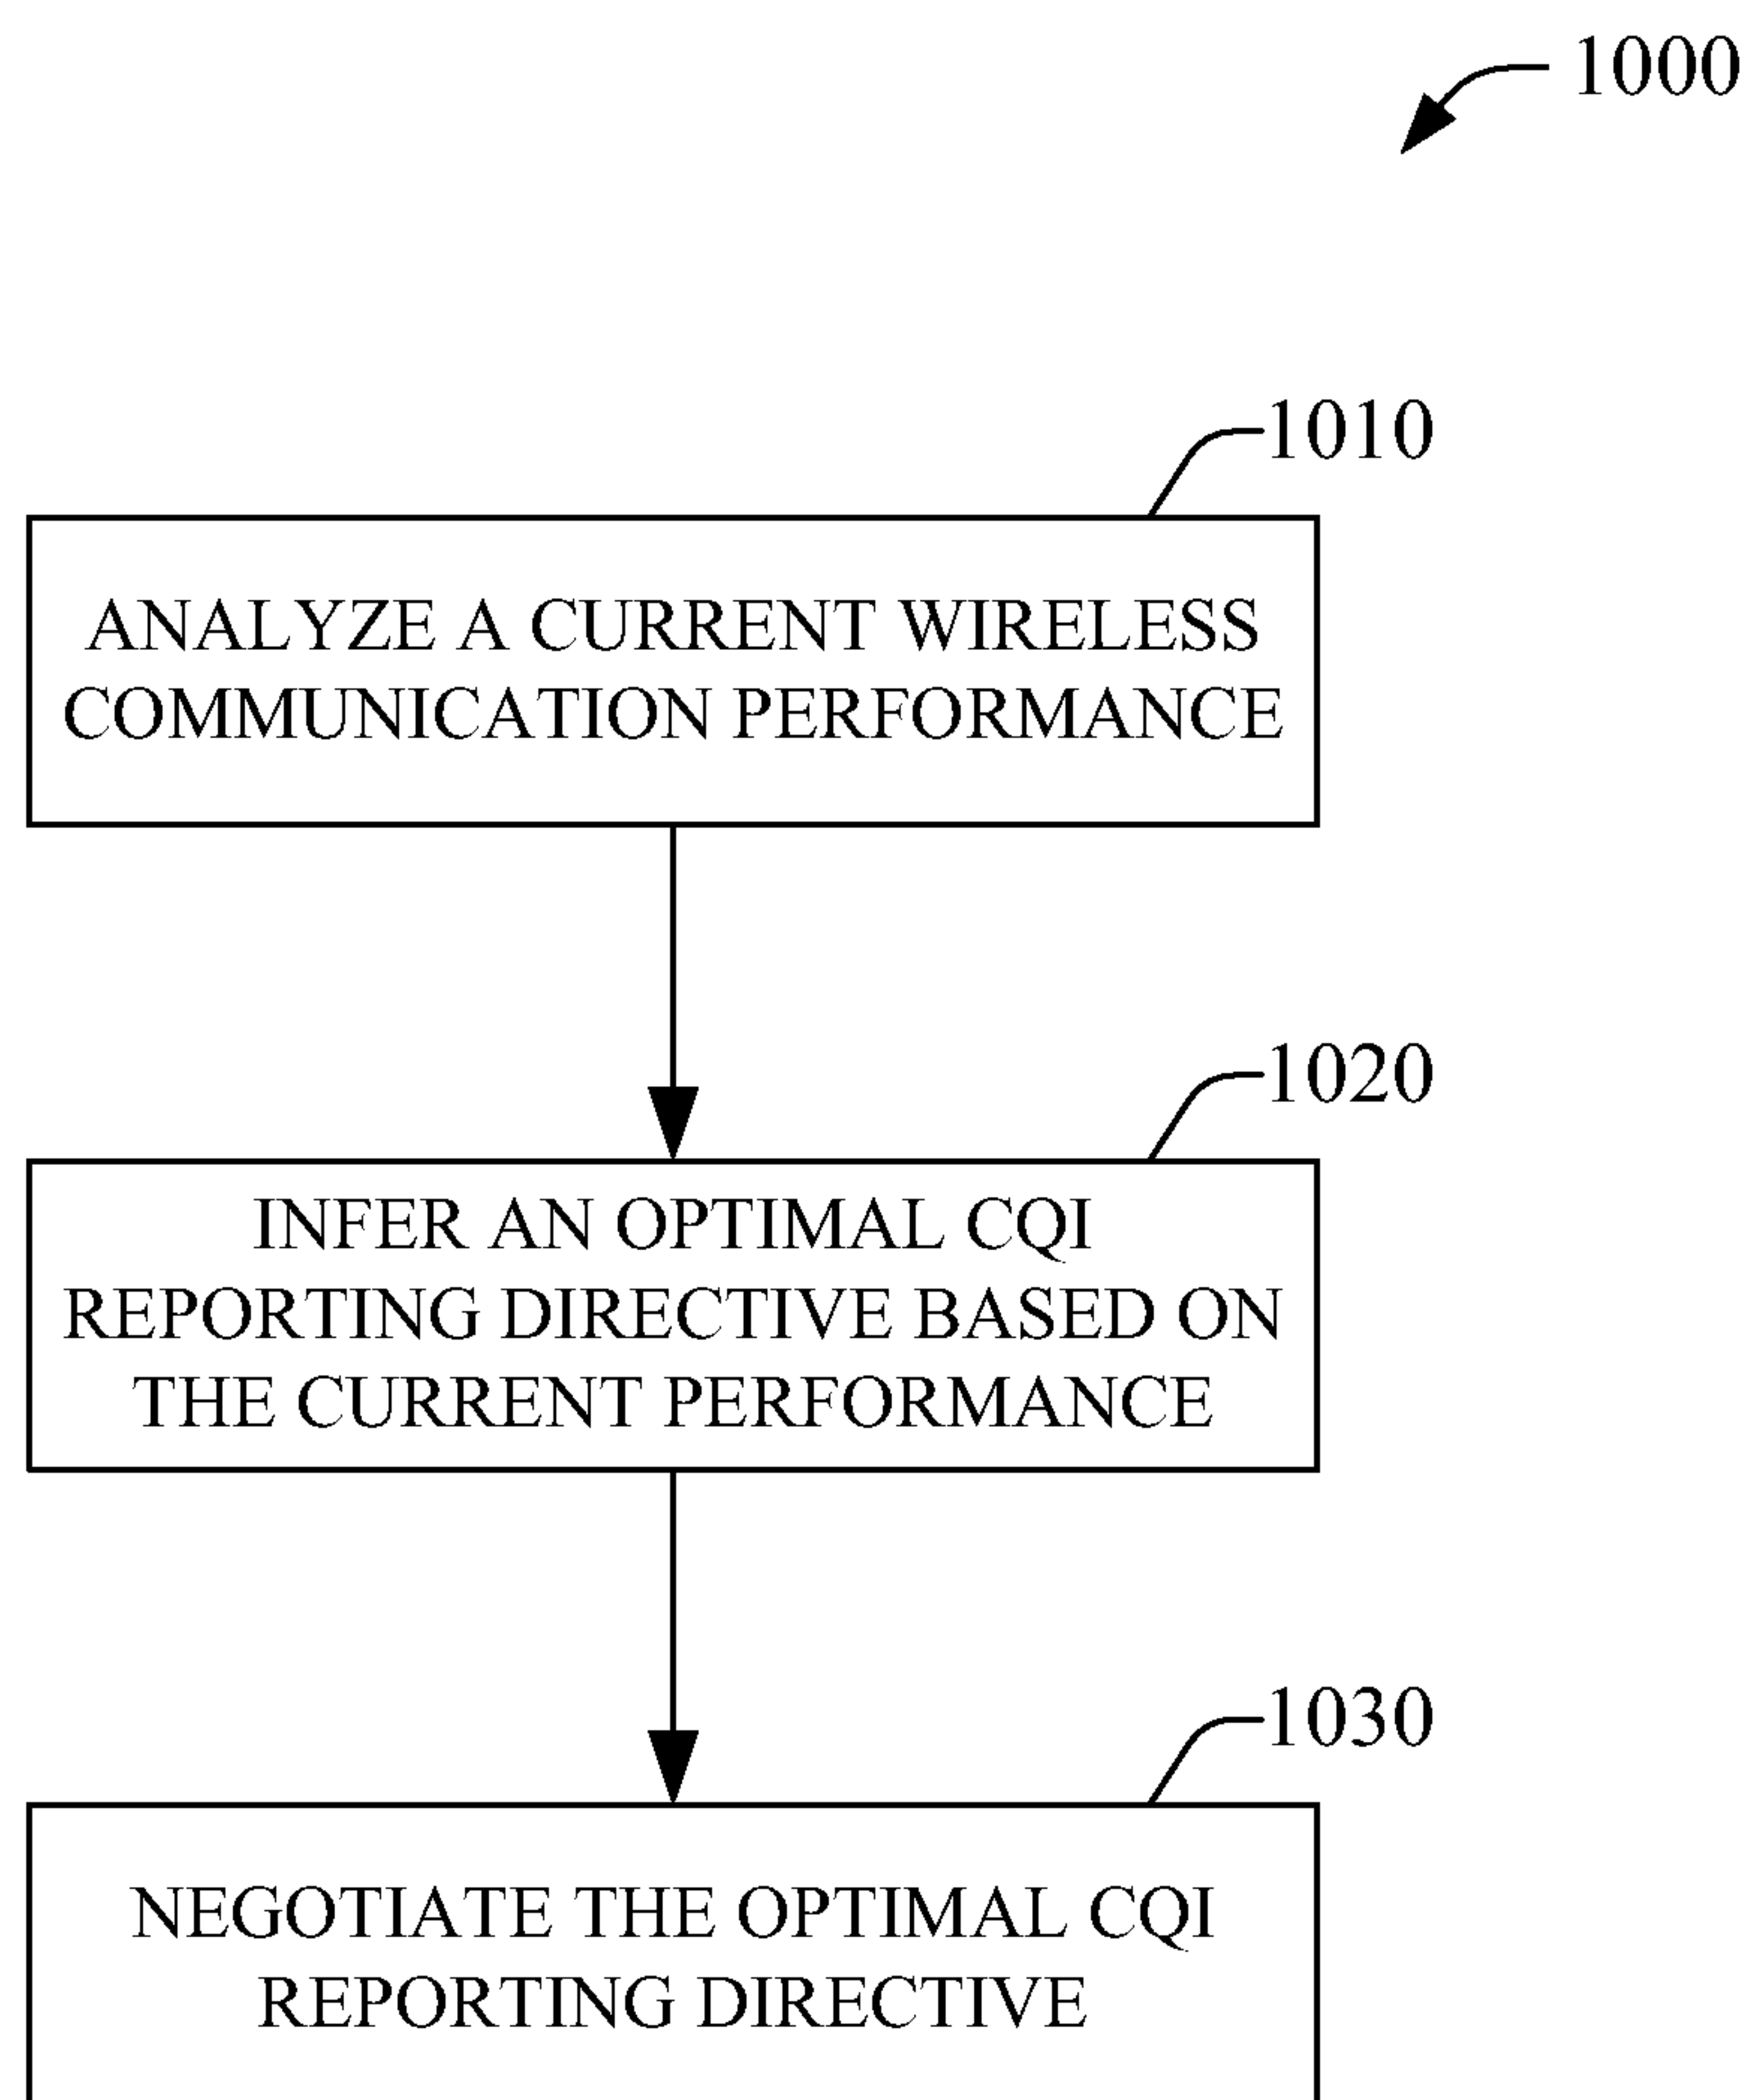 1000
1010
ANALYZE A CURRENT WIRELESS
COMMUNICATION PERFORMANCE
1020
INFER AN OPTIMAL CQI
REPORTING DIRECTIVE BASED ON
THE CURRENT PERFORMANCE
1030
NEGOTIATE THE OPTIMAL CQI
REPORTING DIRECTIVE